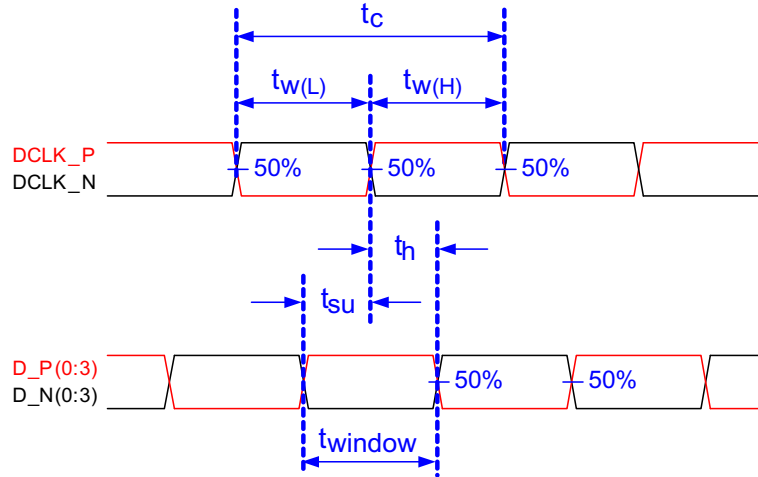 tc
tw(L) tw(H)
DCLK_P
DCLK_N
50% 50% 50%
th
tsu
D_P(0:3)
D_N(0:3)
50% 50%
twindow